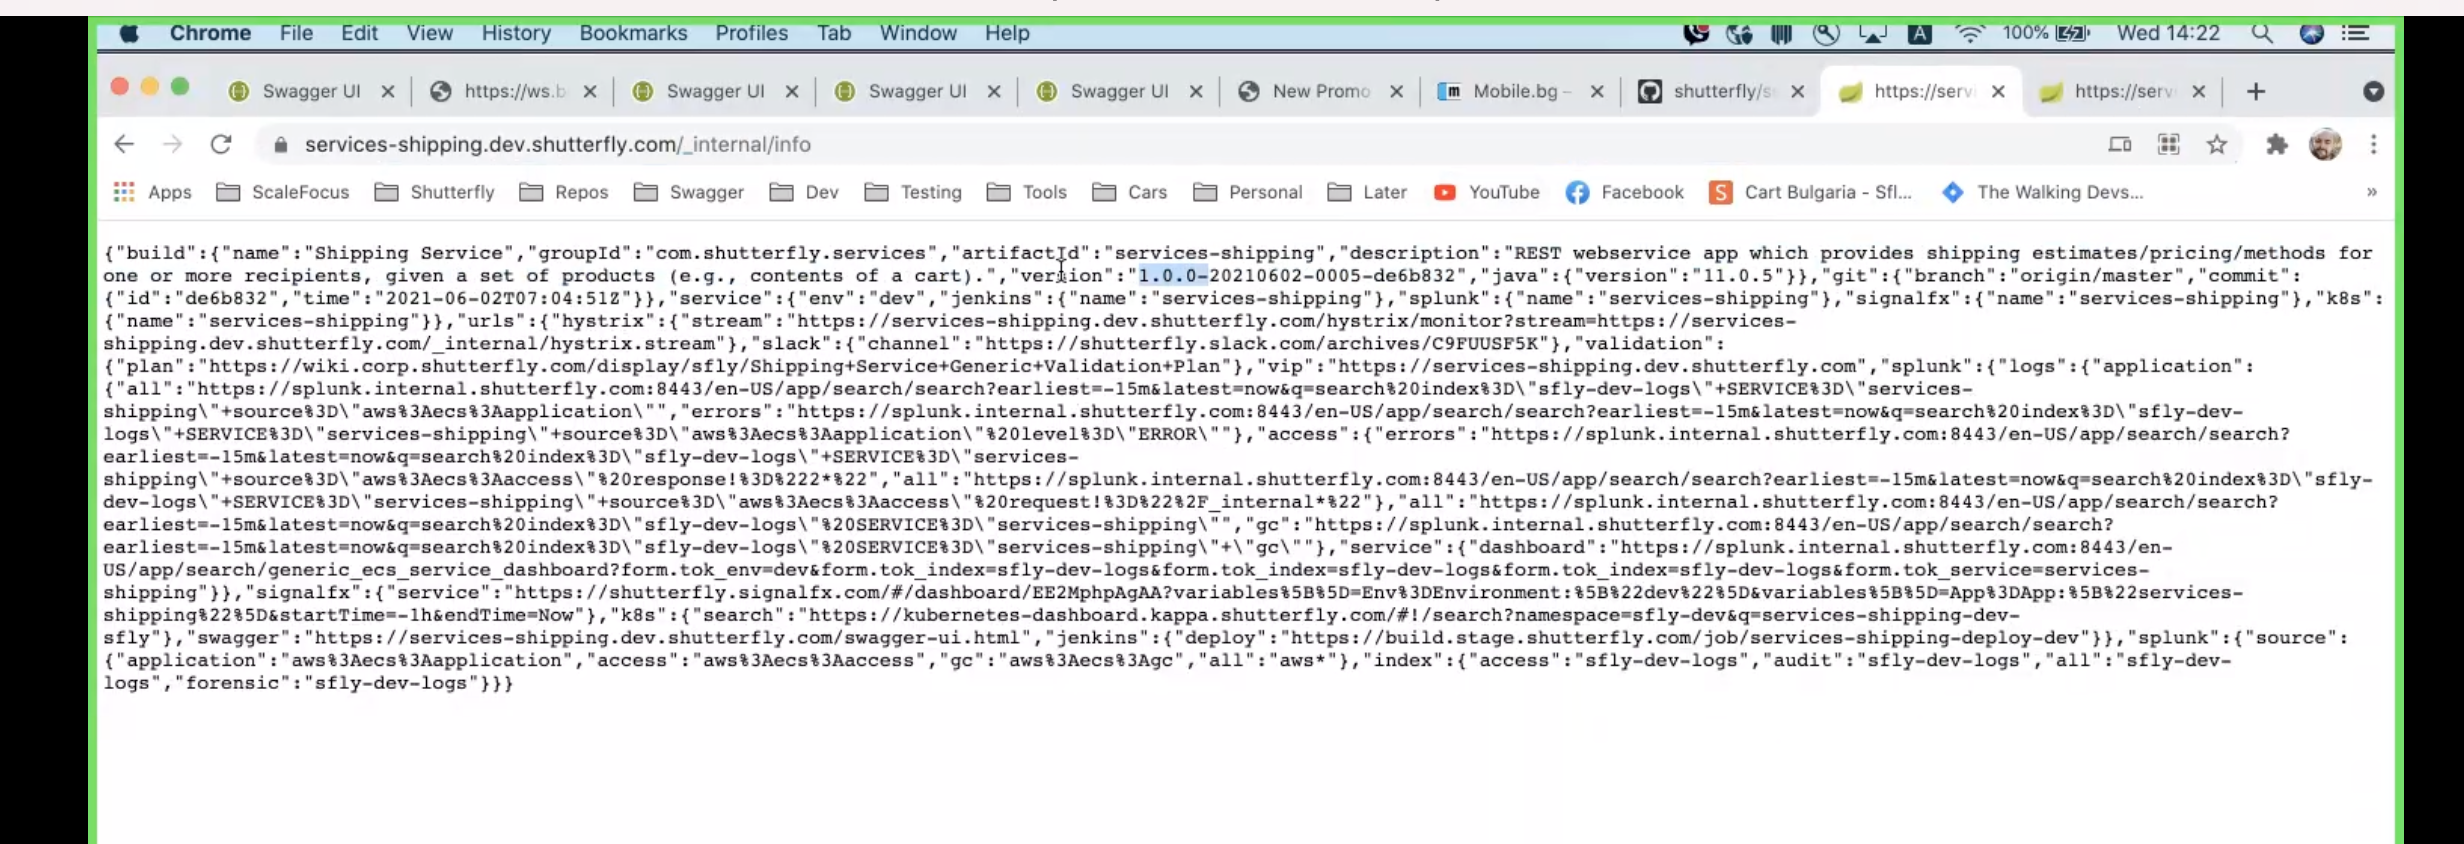 Chrome File Edit View History Bookmarks Profiles Tab Window Help 100% Wed 14:22
Swagger UI https://ws.b Swagger UI Swagger UI Swagger UI New Promo Mobile.bg – shutterfly/s https://servi https://serv
services-shipping.dev.shutterfly.com/_internal/info
Apps ScaleFocus Shutterfly Repos Swagger Dev Testing Tools Cars Personal Later YouTube Facebook Cart Bulgaria - Sfl... The Walking Devs... »
{"build":{"name":"Shipping Service","groupId":"com.shutterfly.services","artifactId":"services-shipping","description":"REST webservice app which provides shipping estimates/pricing/methods for
one or more recipients, given a set of products (e.g., contents of a cart).","version":"1.0.0-20210602-0005-de6b832","java":{"version":"11.0.5"}},"git":{"branch":"origin/master","commit":
{"id":"de6b832","time":"2021-06-02T07:04:51Z"}},"service":{"env":"dev","jenkins":{"name":"services-shipping"},"splunk":{"name":"services-shipping"},"signalfx":{"name":"services-shipping"},"k8s":
{"name":"services-shipping"}},"urls":{"hystrix":{"stream":"https://services-shipping.dev.shutterfly.com/hystrix/monitor?stream=https://services-
shipping.dev.shutterfly.com/_internal/hystrix.stream"},"slack":{"channel":"https://shutterfly.slack.com/archives/C9FUUSF5K"},"validation":
{"plan":"https://wiki.corp.shutterfly.com/display/sfly/Shipping+Service+Generic+Validation+Plan"},"vip":"https://services-shipping.dev.shutterfly.com","splunk":{"logs":{"application":
{"all":"https://splunk.internal.shutterfly.com:8443/en-US/app/search/search?earliest=-15m&latest=now&q=search%20index%3D\"sfly-dev-logs\"+SERVICE%3D\"services-
shipping\"+source%3D\"aws%3Aecs%3Aapplication\"","errors":"https://splunk.internal.shutterfly.com:8443/en-US/app/search/search?earliest=-15m&latest=now&q=search%20index%3D\"sfly-dev-
logs\"+SERVICE%3D\"services-shipping\"+source%3D\"aws%3Aecs%3Aapplication\"%20level%3D\"ERROR\""},"access":{"errors":"https://splunk.internal.shutterfly.com:8443/en-US/app/search/search?
earliest=-15m&latest=now&q=search%20index%3D\"sfly-dev-logs\"+SERVICE%3D\"services-
shipping\"+source%3D\"aws%3Aecs%3Aaccess\"%20response!%3D%222*%22","all":"https://splunk.internal.shutterfly.com:8443/en-US/app/search/search?earliest=-15m&latest=now&q=search%20index%3D\"sfly-
dev-logs\"+SERVICE%3D\"services-shipping\"+source%3D\"aws%3Aecs%3Aaccess\"%20request!%3D%22%2F_internal*%22"},"all":"https://splunk.internal.shutterfly.com:8443/en-US/app/search/search?
earliest=-15m&latest=now&q=search%20index%3D\"sfly-dev-logs\"%20SERVICE%3D\"services-shipping\"","gc":"https://splunk.internal.shutterfly.com:8443/en-US/app/search/search?
earliest=-15m&latest=now&q=search%20index%3D\"sfly-dev-logs\"%20SERVICE%3D\"services-shipping\"+\"gc\""},"service":{"dashboard":"https://splunk.internal.shutterfly.com:8443/en-
US/app/search/generic_ecs_service_dashboard?form.tok_env=dev&form.tok_index=sfly-dev-logs&form.tok_index=sfly-dev-logs&form.tok_index=sfly-dev-logs&form.tok_service=services-
shipping"}},"signalfx":{"service":"https://shutterfly.signalfx.com/#/dashboard/EE2MphpAgAA?variables%5B%5D=Env%3DEnvironment:%5B%22dev%22%5D&variables%5B%5D=App%3DApp:%5B%22services-
shipping%22%5D&startTime=-1h&endTime=Now"},"k8s":{"search":"https://kubernetes-dashboard.kappa.shutterfly.com/#!/search?namespace=sfly-dev&q=services-shipping-dev-
sfly"},"swagger":"https://services-shipping.dev.shutterfly.com/swagger-ui.html","jenkins":{"deploy":"https://build.stage.shutterfly.com/job/services-shipping-deploy-dev"}},"splunk":{"source":
{"application":"aws%3Aecs%3Aapplication","access":"aws%3Aecs%3Aaccess","gc":"aws%3Aecs%3Agc","all":"aws*"},"index":{"access":"sfly-dev-logs","audit":"sfly-dev-logs","all":"sfly-dev-
logs","forensic":"sfly-dev-logs"}}}